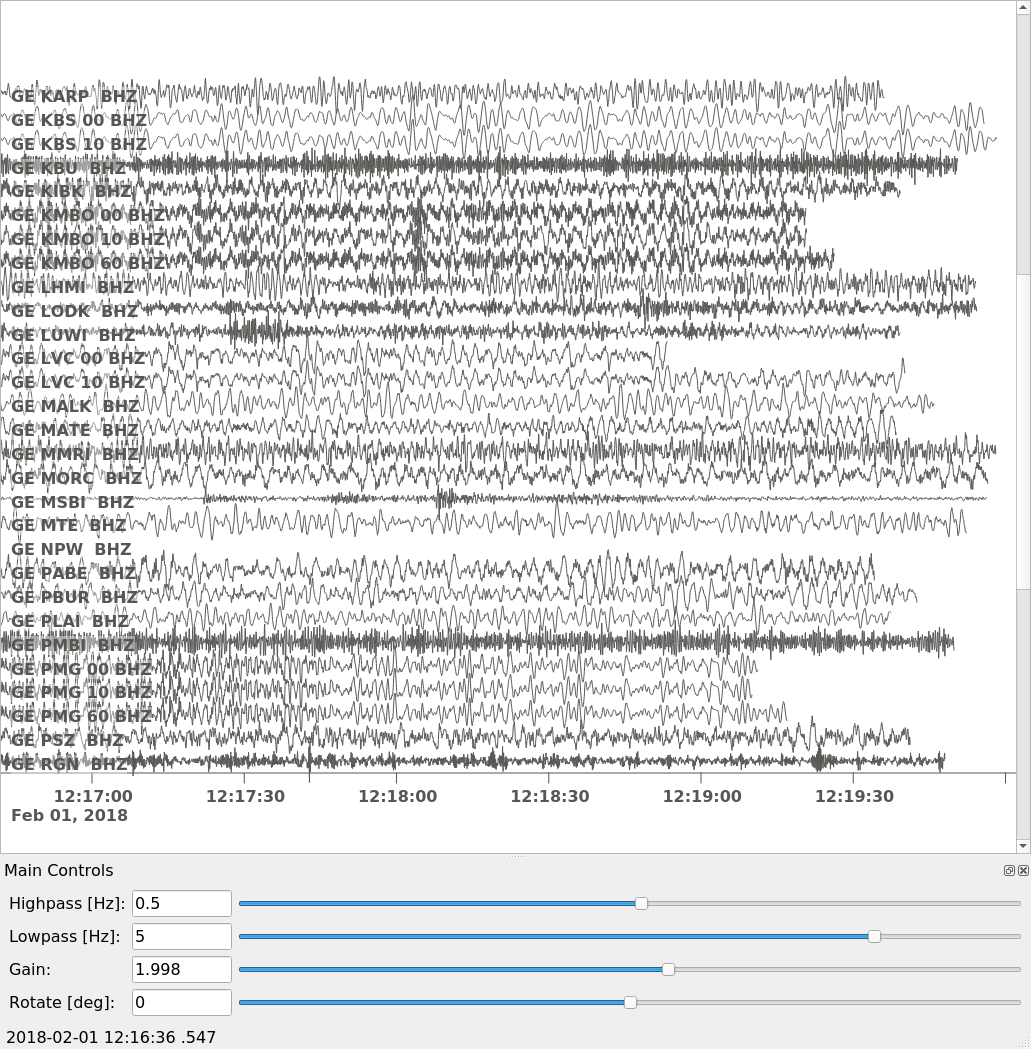 GE KARP BHZ
GE KBS 00 BHZ
GE KBS 10 BHZ
GE KBU BHZ
GE KIBK BHZ
GE KMBO 00 BHZ
GE KMBO 10 BHZ
GE KMBO 60 BHZ
GE LHMI BHZ
GE LODK BHZ
GE LUWI BHZ
GE LVC 00 BHZ
GE LVC 10 BHZ
GE MALK BHZ
GE MATE BHZ
GE MMRI BHZ
GE MORC BHZ
GE MSBI BHZ
GE MTE BHZ
GE NPW BHZ
GE PABE BHZ
GE PBUR BHZ
GE PLAI BHZ
GE PMBI BHZ
GE PMG 00 BHZ
GE PMG 10 BHZ
GE PMG 60 BHZ
GE PSZ BHZ
GE RGN BHZ
12:17:00 12:17:30 12:18:00 12:18:30 12:19:00 12:19:30
Feb 01, 2018
Main Controls
Highpass [Hz]: 0.5
Lowpass [Hz]: 5
Gain: 1.998
Rotate [deg]: 0
2018-02-01 12:16:36 .547